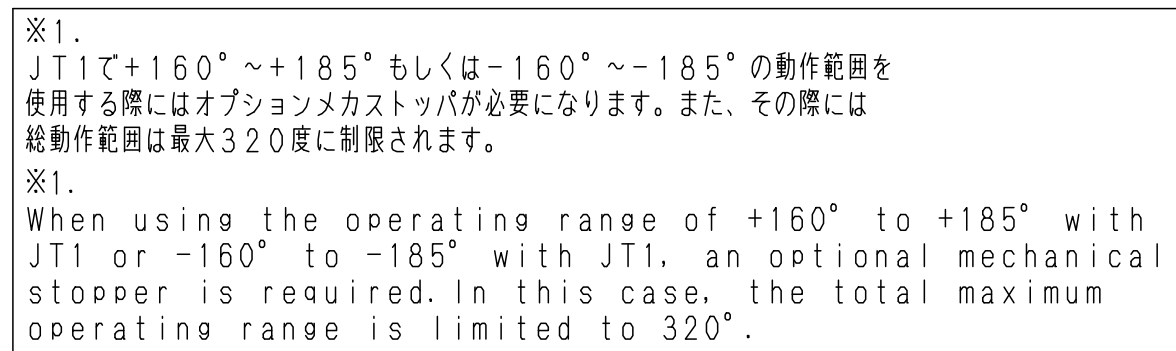 ※1.
JT1で+160°~+185°もしくは-160°~-185°の動作範囲を
使用する際にはオプションメカストッパが必要になります。また、その際には
総動作範囲は最大320度に制限されます。
※1.
When using the operating range of +160° to +185° with
JT1 or -160° to -185° with JT1, an optional mechanical
stopper is required. In this case, the total maximum
operating range is limited to 320°.